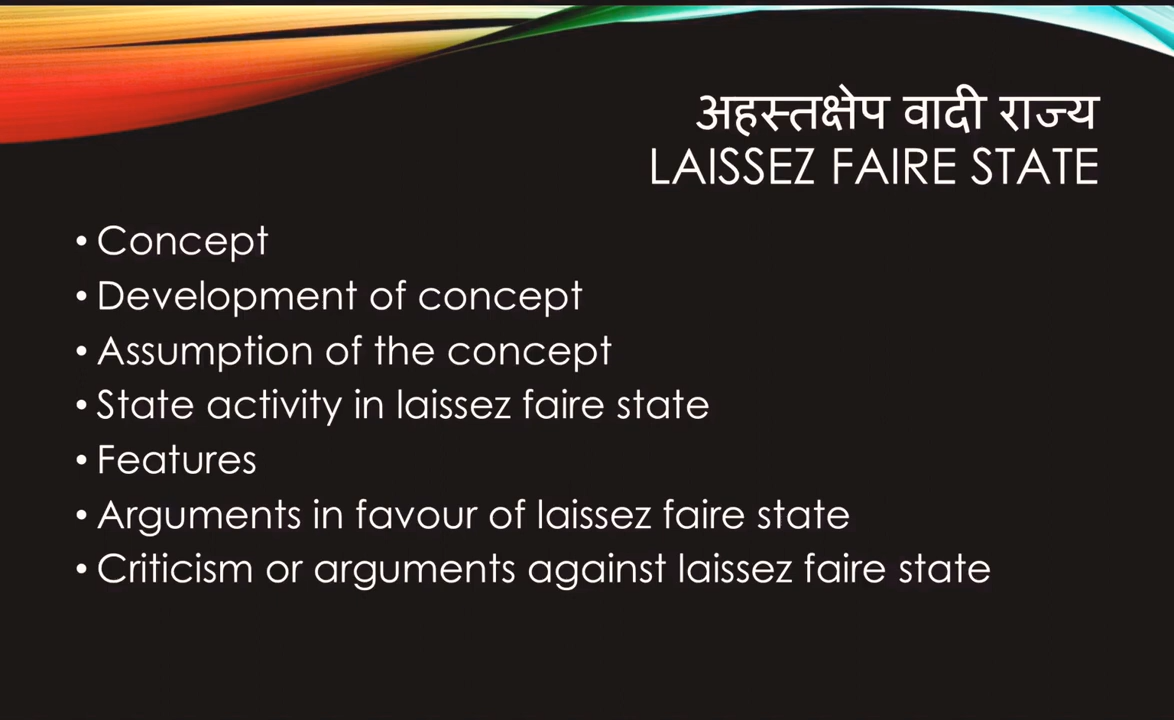 अहस्तक्षेप वादी राज्य
LAISSEZ FAIRE STATE
• Concept
• Development of concept
• Assumption of the concept
• State activity in laissez faire state
• Features
• Arguments in favour of laissez faire state
• Criticism or arguments against laissez faire state